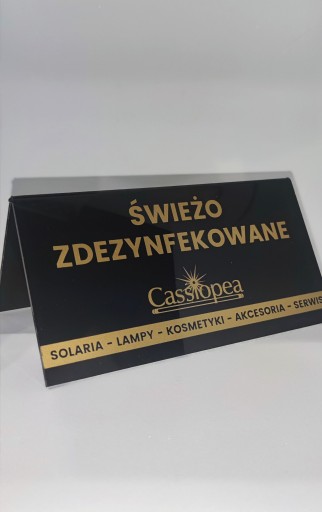 ŚWIEŻO
ZDEZYNFEKOWANE
Cassiopea
SOLARIA - LAMPY - KOSMETYKI - AKCESORIA - SERWIS